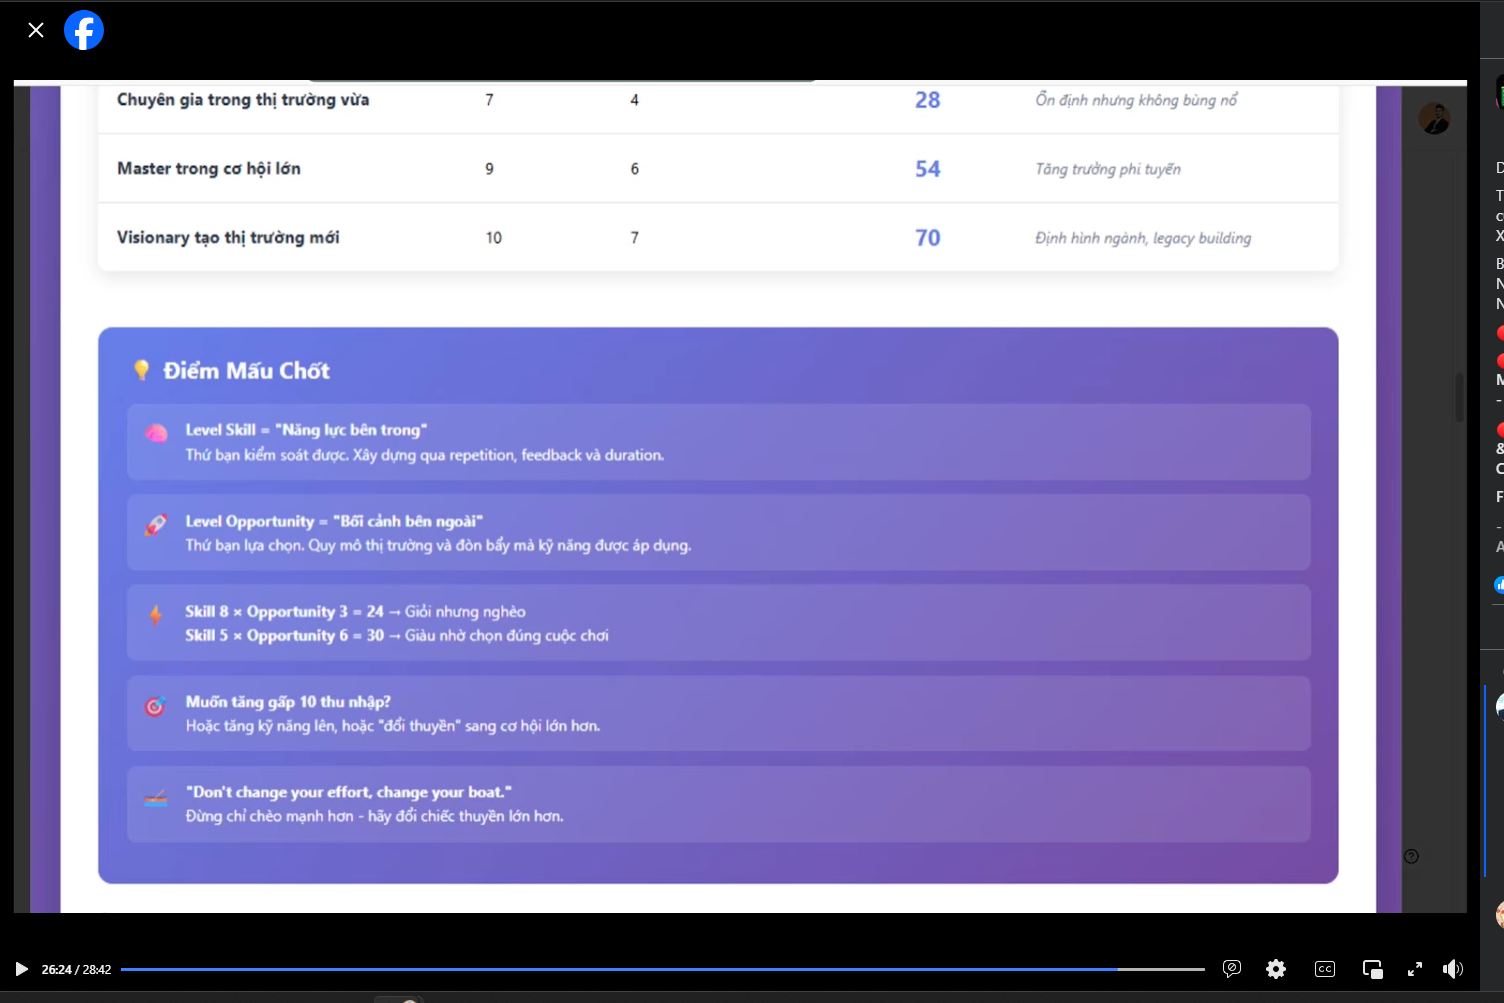 Chuyên gia trong thị trường vừa 7 4 28 Ổn định nhưng không bùng nổ
Master trong cơ hội lớn 9 6 54 Tăng trưởng phi tuyến
Visionary tạo thị trường mới 10 7 70 Định hình ngành, legacy building
Điểm Mấu Chốt
Level Skill = "Năng lực bên trong"
Thứ bạn kiểm soát được. Xây dựng qua repetition, feedback và duration.
Level Opportunity = "Bối cảnh bên ngoài"
Thứ bạn lựa chọn. Quy mô thị trường và đòn bẩy mà kỹ năng được áp dụng.
Skill 8 × Opportunity 3 = 24 → Giỏi nhưng nghèo
Skill 5 × Opportunity 6 = 30 → Giàu nhờ chọn đúng cuộc chơi
Muốn tăng gấp 10 thu nhập?
Hoặc tăng kỹ năng lên, hoặc "đổi thuyền" sang cơ hội lớn hơn.
"Don't change your effort, change your boat."
Đừng chỉ chèo mạnh hơn - hãy đổi chiếc thuyền lớn hơn.
26:24 / 28:42
CC